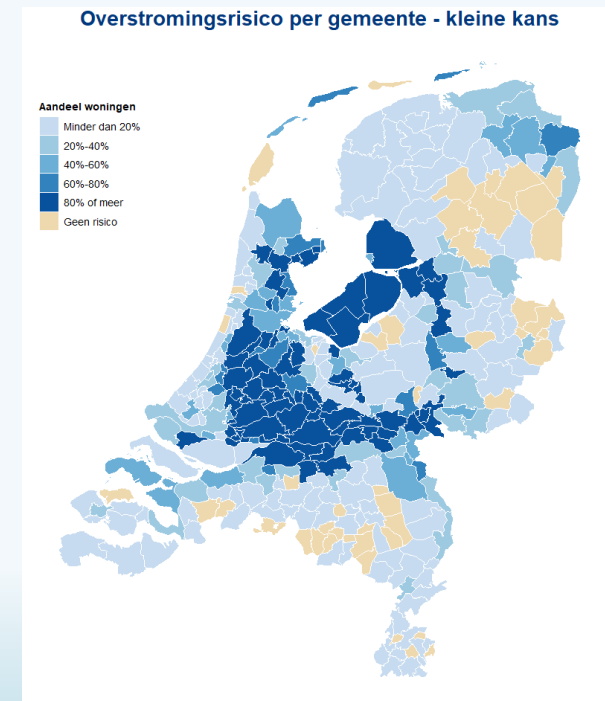 Overstromingsrisico per gemeente - kleine kans
Aandeel woningen
Minder dan 20%
20%-40%
40%-60%
60%-80%
80% of meer
Geen risico